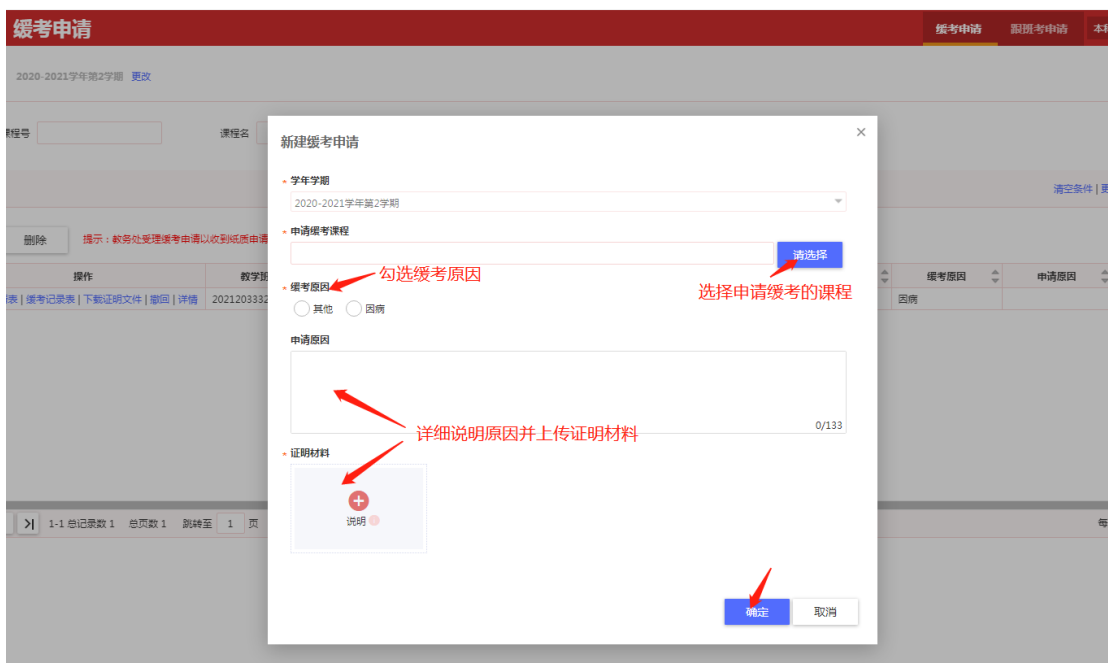 缓考申请
缓考申请 跟班考申请
2020-2021学年第2学期 更改
课程号 课程名
新建缓考申请
* 学年学期
2020-2021学年第2学期
清空条件 |
* 申请缓考课程
请选择
删除 提示：教务处受理缓考申请以收到纸质申请
勾选缓考原因
选择申请缓考的课程
操作 教学班 缓考原因 申请原因
* 缓考原因
其他 因病
表 | 缓考记录表 | 下载证明文件 | 撤回 | 详情 202120333 因病
申请原因
0/133
详细说明原因并上传证明材料
* 证明材料
说明
1-1 总记录数 1 总页数 1 跳转至 1 页
每
确定 取消